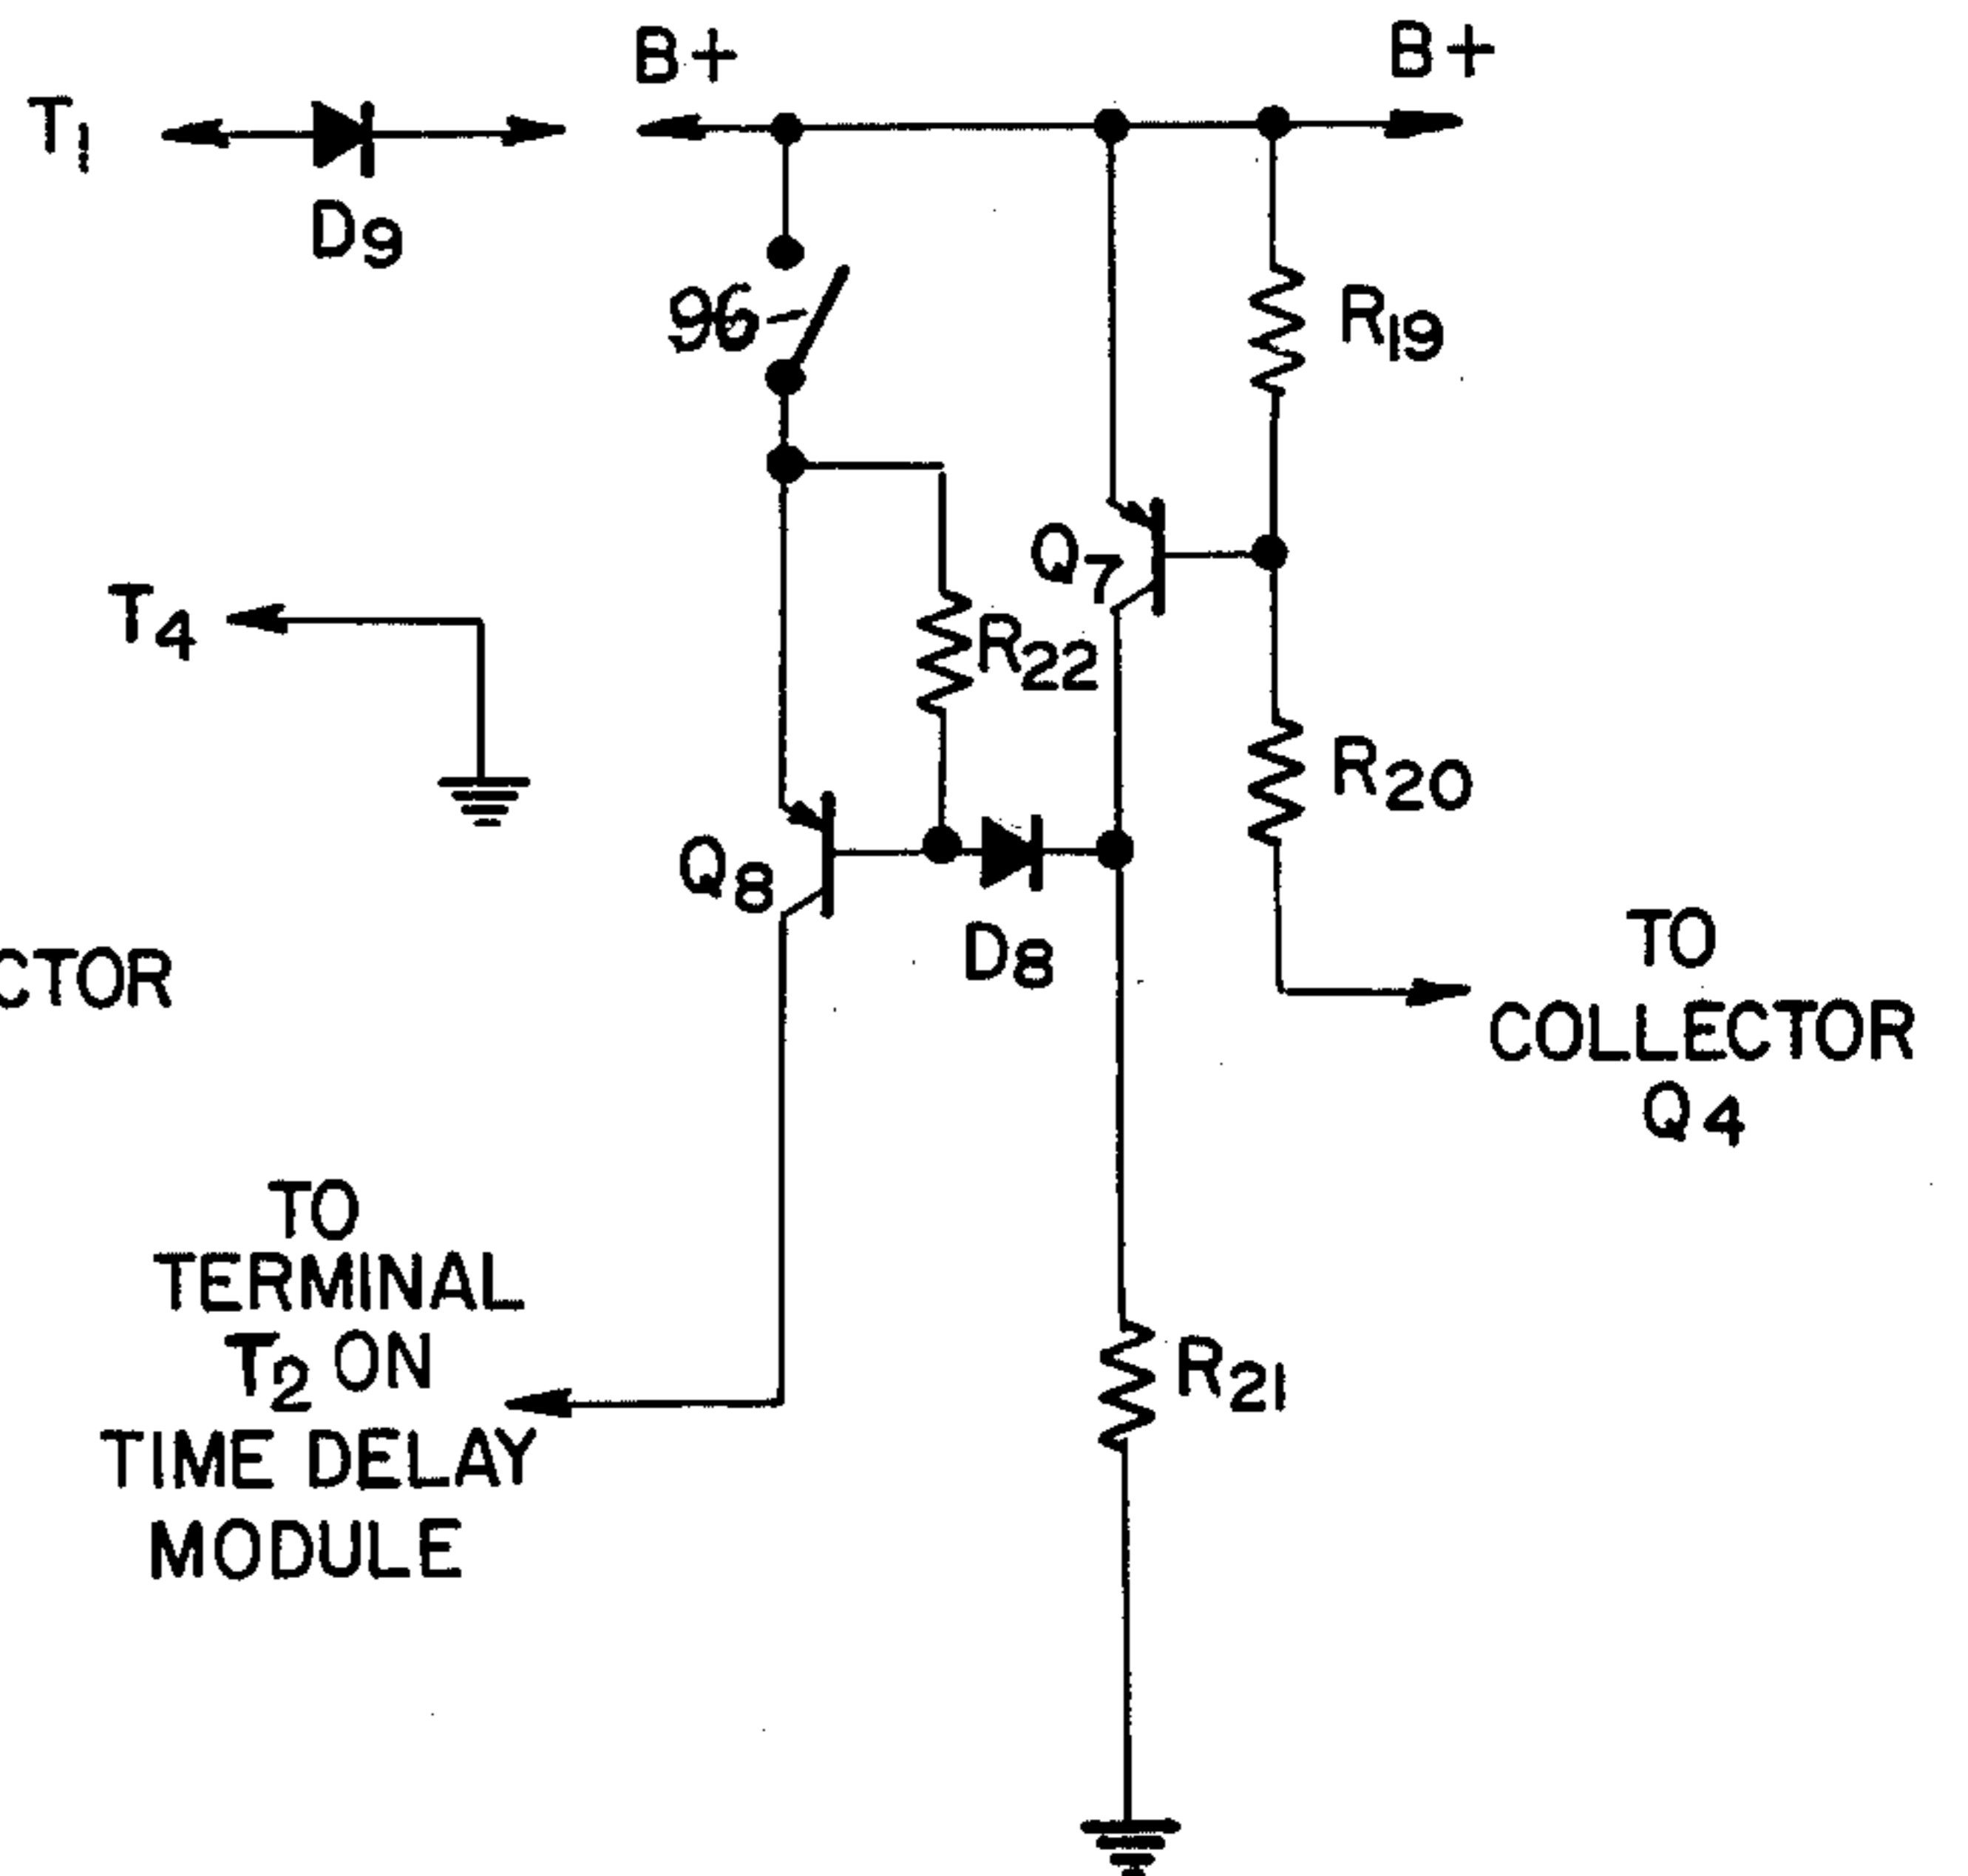 B+
B+
T1
D9
96
R19
Q7
T4
R22
R20
Q8
D8
TO
COLLECTOR
Q4
CTOR
TO
TERMINAL
T2 ON
TIME DELAY
MODULE
R21